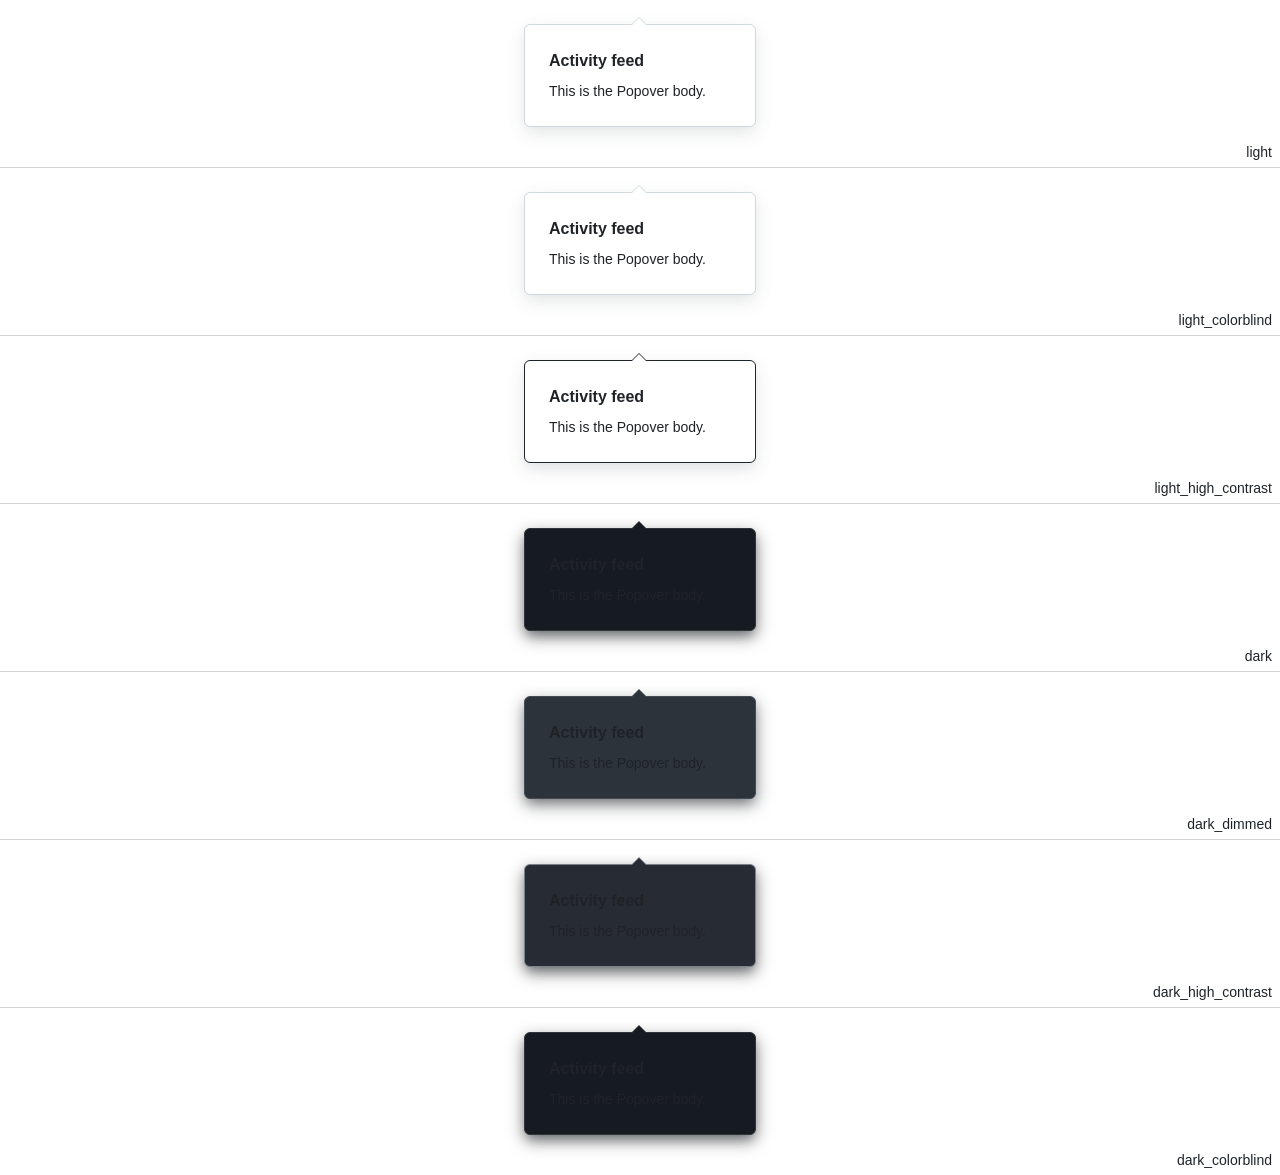 Activity feed
This is the Popover body.
light
Activity feed
This is the Popover body.
light_colorblind
Activity feed
This is the Popover body.
light_high_contrast
Activity feed
This is the Popover body.
dark
Activity feed
This is the Popover body.
dark_dimmed
Activity feed
This is the Popover body.
dark_high_contrast
Activity feed
This is the Popover body.
dark_colorblind